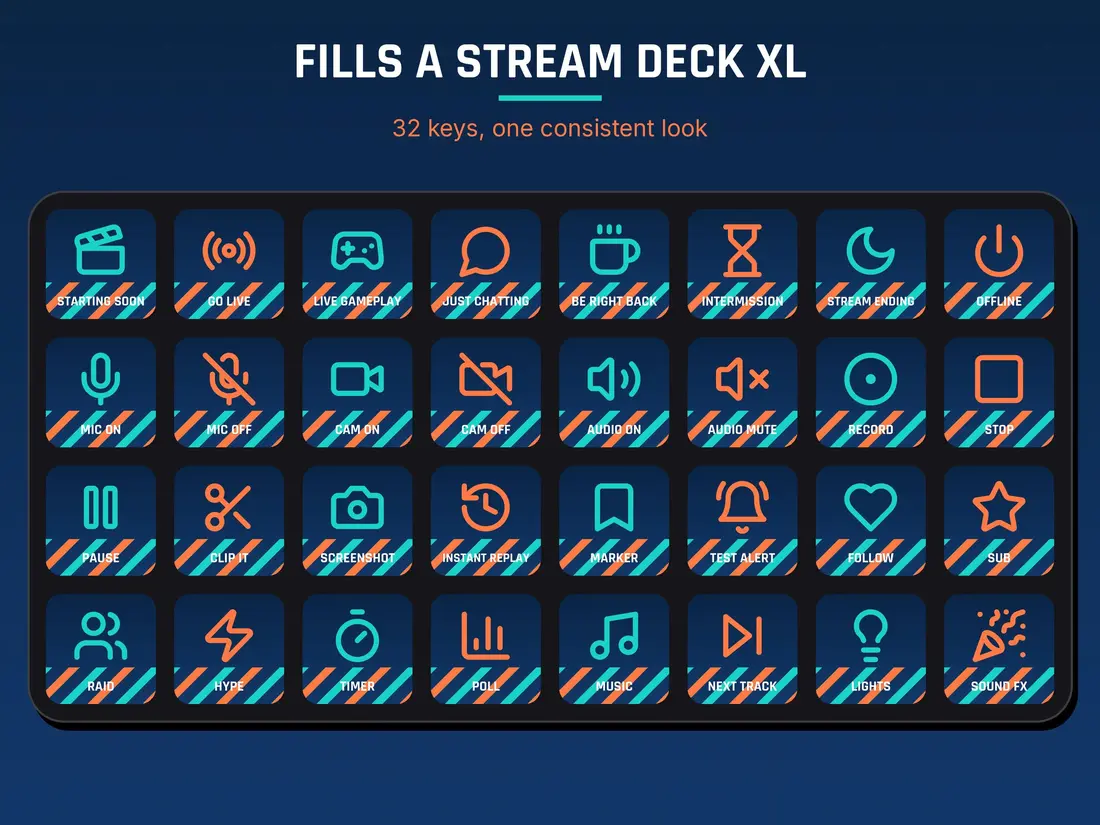 FILLS A STREAM DECK XL
32 keys, one consistent look
STARTING SOON
GO LIVE
LIVE GAMEPLAY
JUST CHATTING
BE RIGHT BACK
INTERMISSION
STREAM ENDING
OFFLINE
MIC ON
MIC OFF
CAM ON
CAM OFF
AUDIO ON
AUDIO MUTE
RECORD
STOP
PAUSE
CLIP IT
SCREENSHOT
INSTANT REPLAY
MARKER
TEST ALERT
FOLLOW
SUB
RAID
HYPE
TIMER
POLL
MUSIC
NEXT TRACK
LIGHTS
SOUND FX